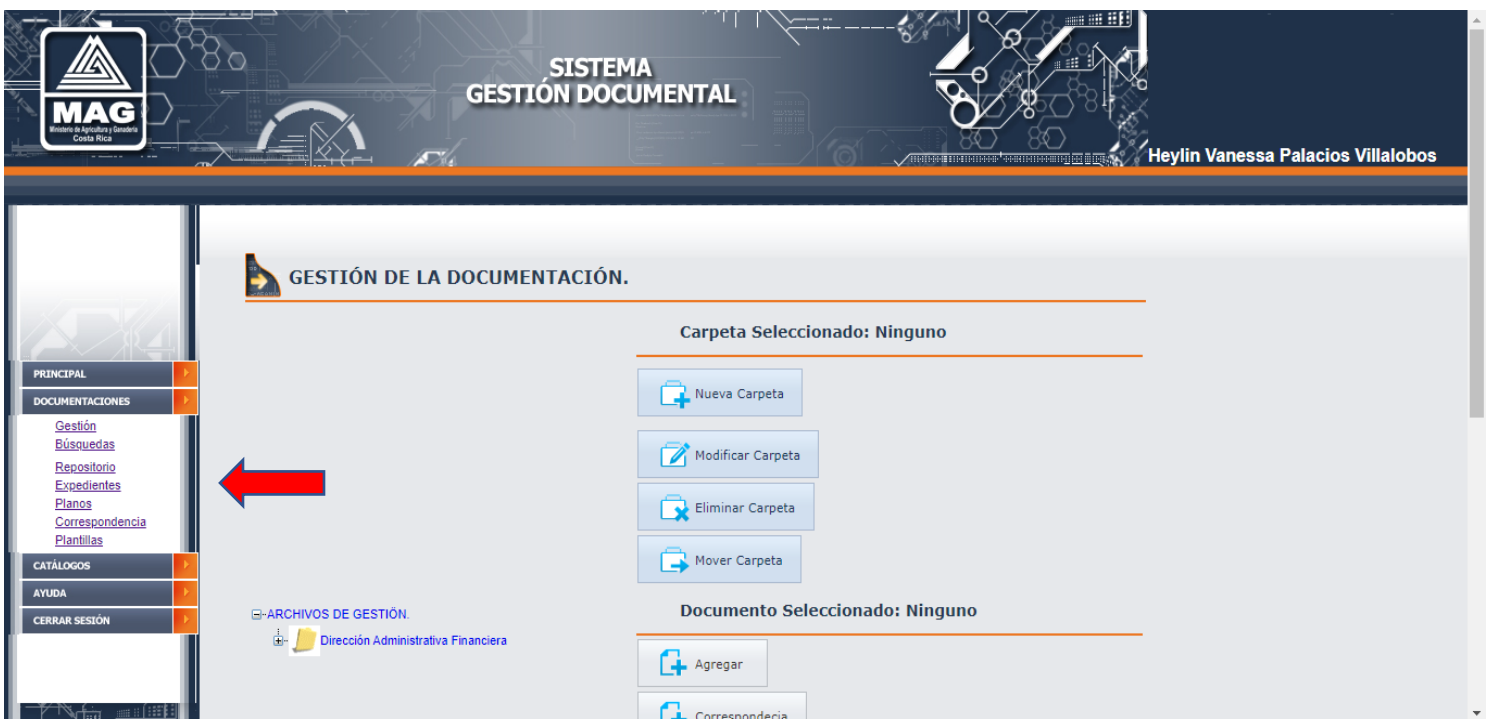 SISTEMA
GESTIÓN DOCUMENTAL
MAG
Ministerio de Agricultura y Ganadería
Costa Rica
Heylin Vanessa Palacios Villalobos
GESTIÓN DE LA DOCUMENTACIÓN.
Carpeta Seleccionado: Ninguno
PRINCIPAL
DOCUMENTACIONES
Gestión
Búsquedas
Repositorio
Expedientes
Planos
Correspondencia
Plantillas
CATÁLOGOS
AYUDA
CERRAR SESIÓN
Nueva Carpeta
Modificar Carpeta
Eliminar Carpeta
Mover Carpeta
ARCHIVOS DE GESTIÖN.
Dirección Administrativa Financiera
Documento Seleccionado: Ninguno
Agregar
Correspondecia